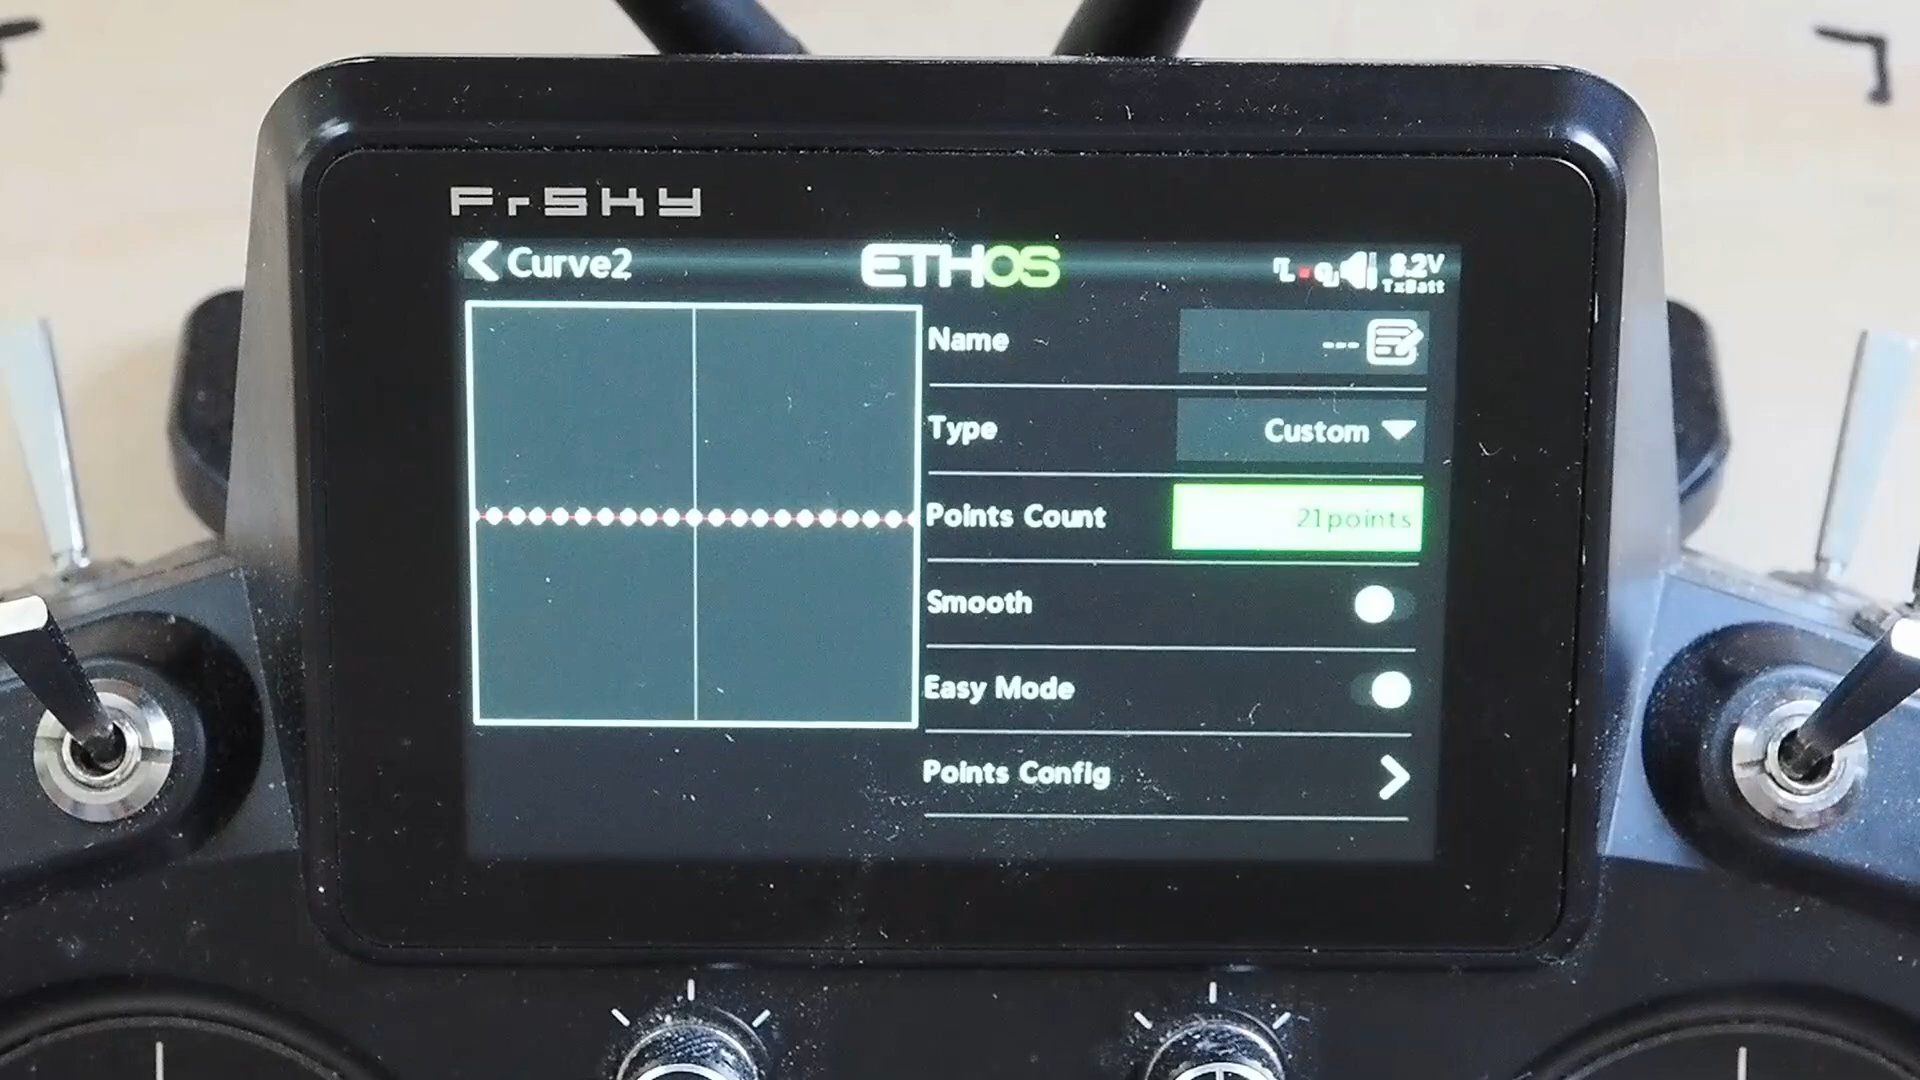 FrSKY
Curve2
ETHOS
8.2V
TxBatt
Name
---
Type
Custom
Points Count
21points
Smooth
Easy Mode
Points Config